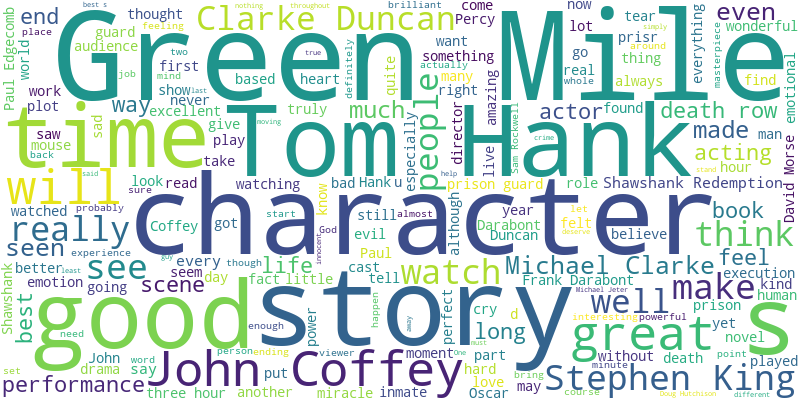 Green Mile
Tom Hank
character
story
good
time
s
great
John Coffey
Stephen King
will
Clarke Duncan
Michael Clarke
really
people
watch
think
make
well
see
much
way
even
end
seen
made
acting
actor
death row
book
feel
life
scene
best
performance
long
Shawshank Redemption
David Morse
Paul Edgecomb
Frank Darabont
Sam Rockwell
Michael Jeter
Doug Hutchison
Percy
Darabont
Duncan
Coffey
Paul
John
Hank
u
Oscar
God
One
d
world
guard
audience
thought
two
job
mind
based
heart
first
show
work
plot
never
excellent
truly
sad
give
mouse
saw
back
take
play
said
look
read
watching
watched
probably
sure
got
bad
know
still
almost
evil
start
experience
better
least
every
though
emotion
going
seem
day
fact
little
cast
tell
need
enough
power
happen
perfect
cry
away
innocent
guy
drama
say
word
person
ending
viewer
put
moment
part
hard
love
set
three hour
another
miracle
inmate
may
must
bring
minute
without
death
course
interesting
powerful
different
point
played
novel
yet
prison
human
kind
execution
believe
year
although
role
prison guard
felt
let
deserve
stand
help
crime
especially
director
live
amazing
right
many
something
actually
want
come
quite
definitely
feeling
nothing
throughout
brilliant
true
whole
moving
now
lot
go
real
found
tear
thing
always
prisr
around
simply
everything
masterpiece
wonderful
find
emotional
man
hour
place
best s
Shawshank